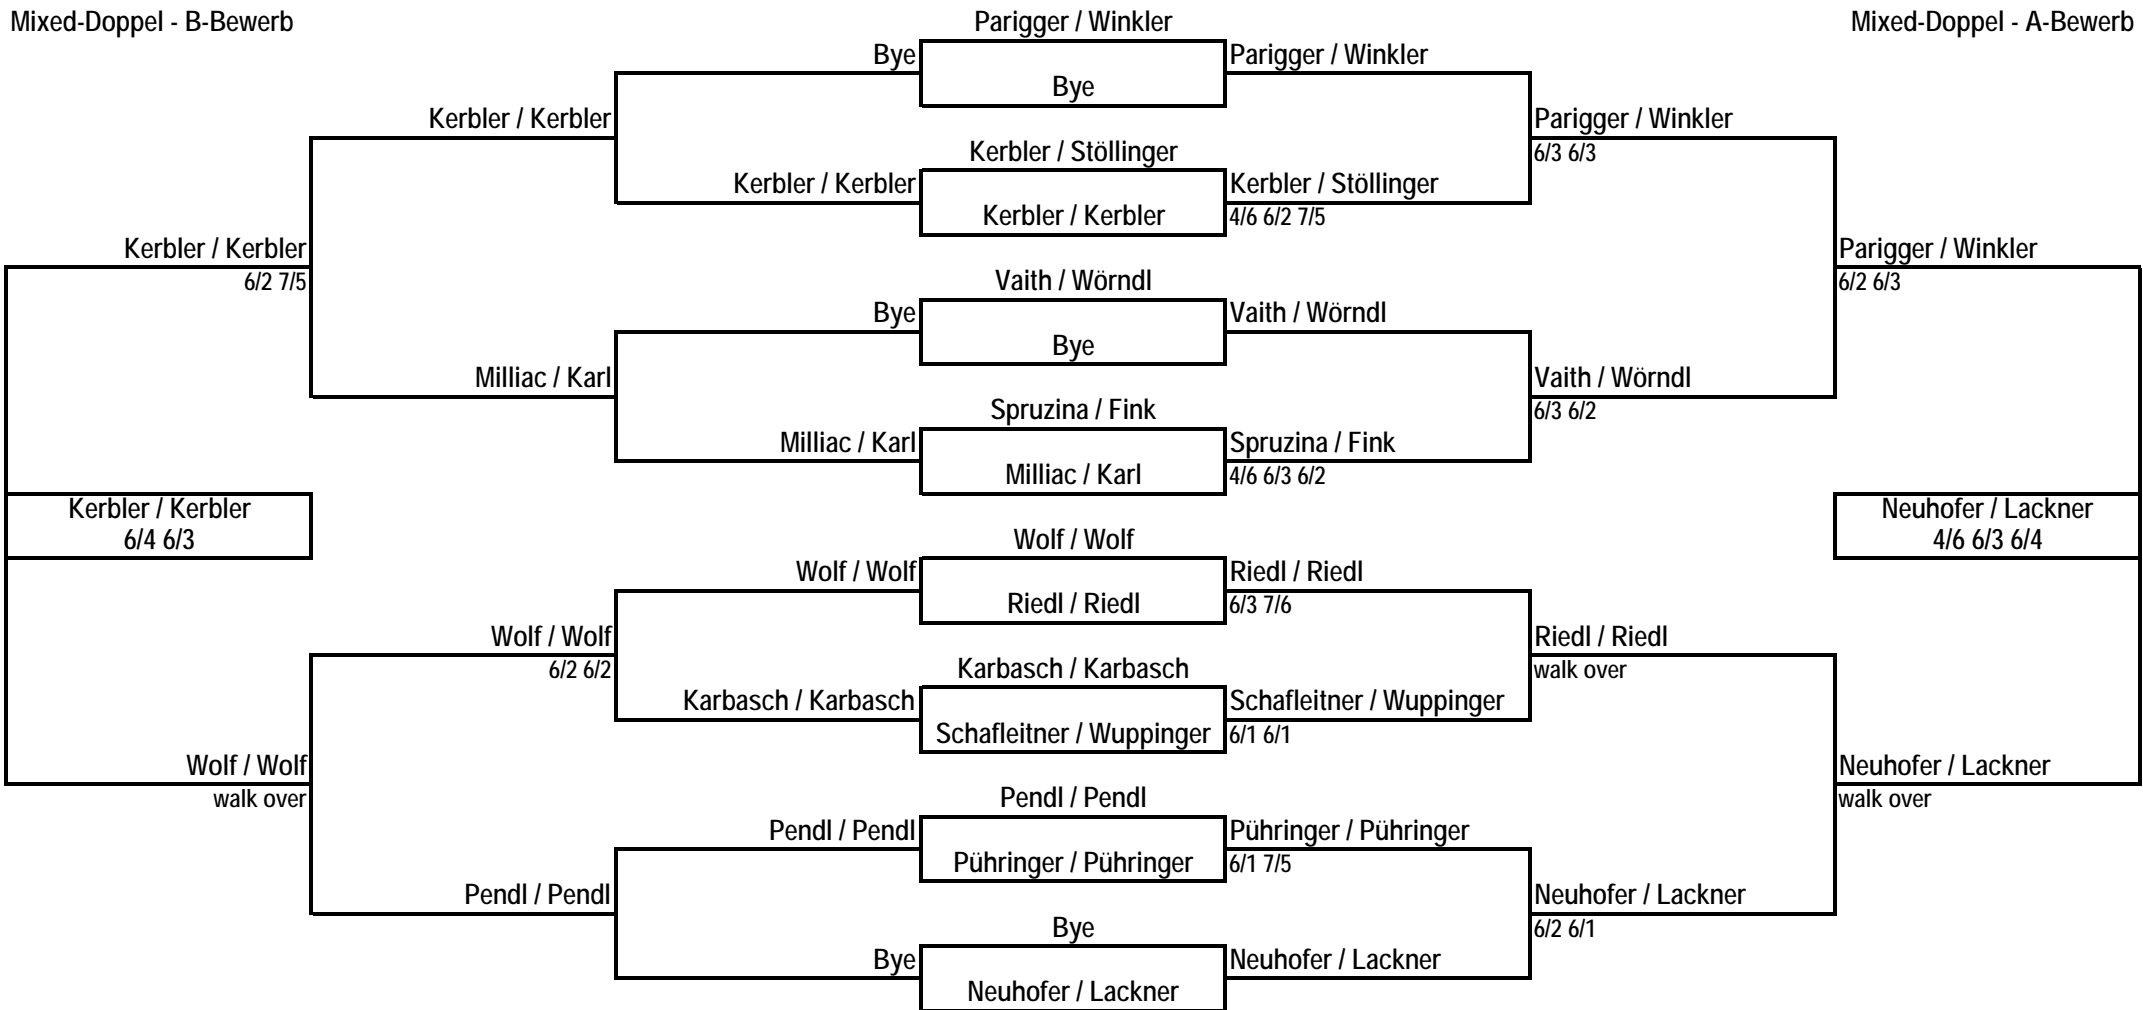 Mixed-Doppel - B-Bewerb
Parigger / Winkler
Mixed-Doppel - A-Bewerb
Bye
Parigger / Winkler
Bye
Kerbler / Kerbler
Parigger / Winkler
Kerbler / Stöllinger
6/3 6/3
Kerbler / Kerbler
Kerbler / Stöllinger
Kerbler / Kerbler
4/6 6/2 7/5
Kerbler / Kerbler
Parigger / Winkler
6/2 7/5
Vaith / Wörndl
6/2 6/3
Bye
Vaith / Wörndl
Bye
Milliac / Karl
Vaith / Wörndl
Spruzina / Fink
6/3 6/2
Milliac / Karl
Spruzina / Fink
Milliac / Karl
4/6 6/3 6/2
Kerbler / Kerbler
Neuhofer / Lackner
6/4 6/3
Wolf / Wolf
4/6 6/3 6/4
Wolf / Wolf
Riedl / Riedl
Riedl / Riedl
6/3 7/6
Wolf / Wolf
Riedl / Riedl
6/2 6/2
Karbasch / Karbasch
walk over
Karbasch / Karbasch
Schafleitner / Wuppinger
Schafleitner / Wuppinger
6/1 6/1
Wolf / Wolf
Neuhofer / Lackner
walk over
Pendl / Pendl
walk over
Pendl / Pendl
Pühringer / Pühringer
Pühringer / Pühringer
6/1 7/5
Pendl / Pendl
Neuhofer / Lackner
Bye
6/2 6/1
Bye
Neuhofer / Lackner
Neuhofer / Lackner